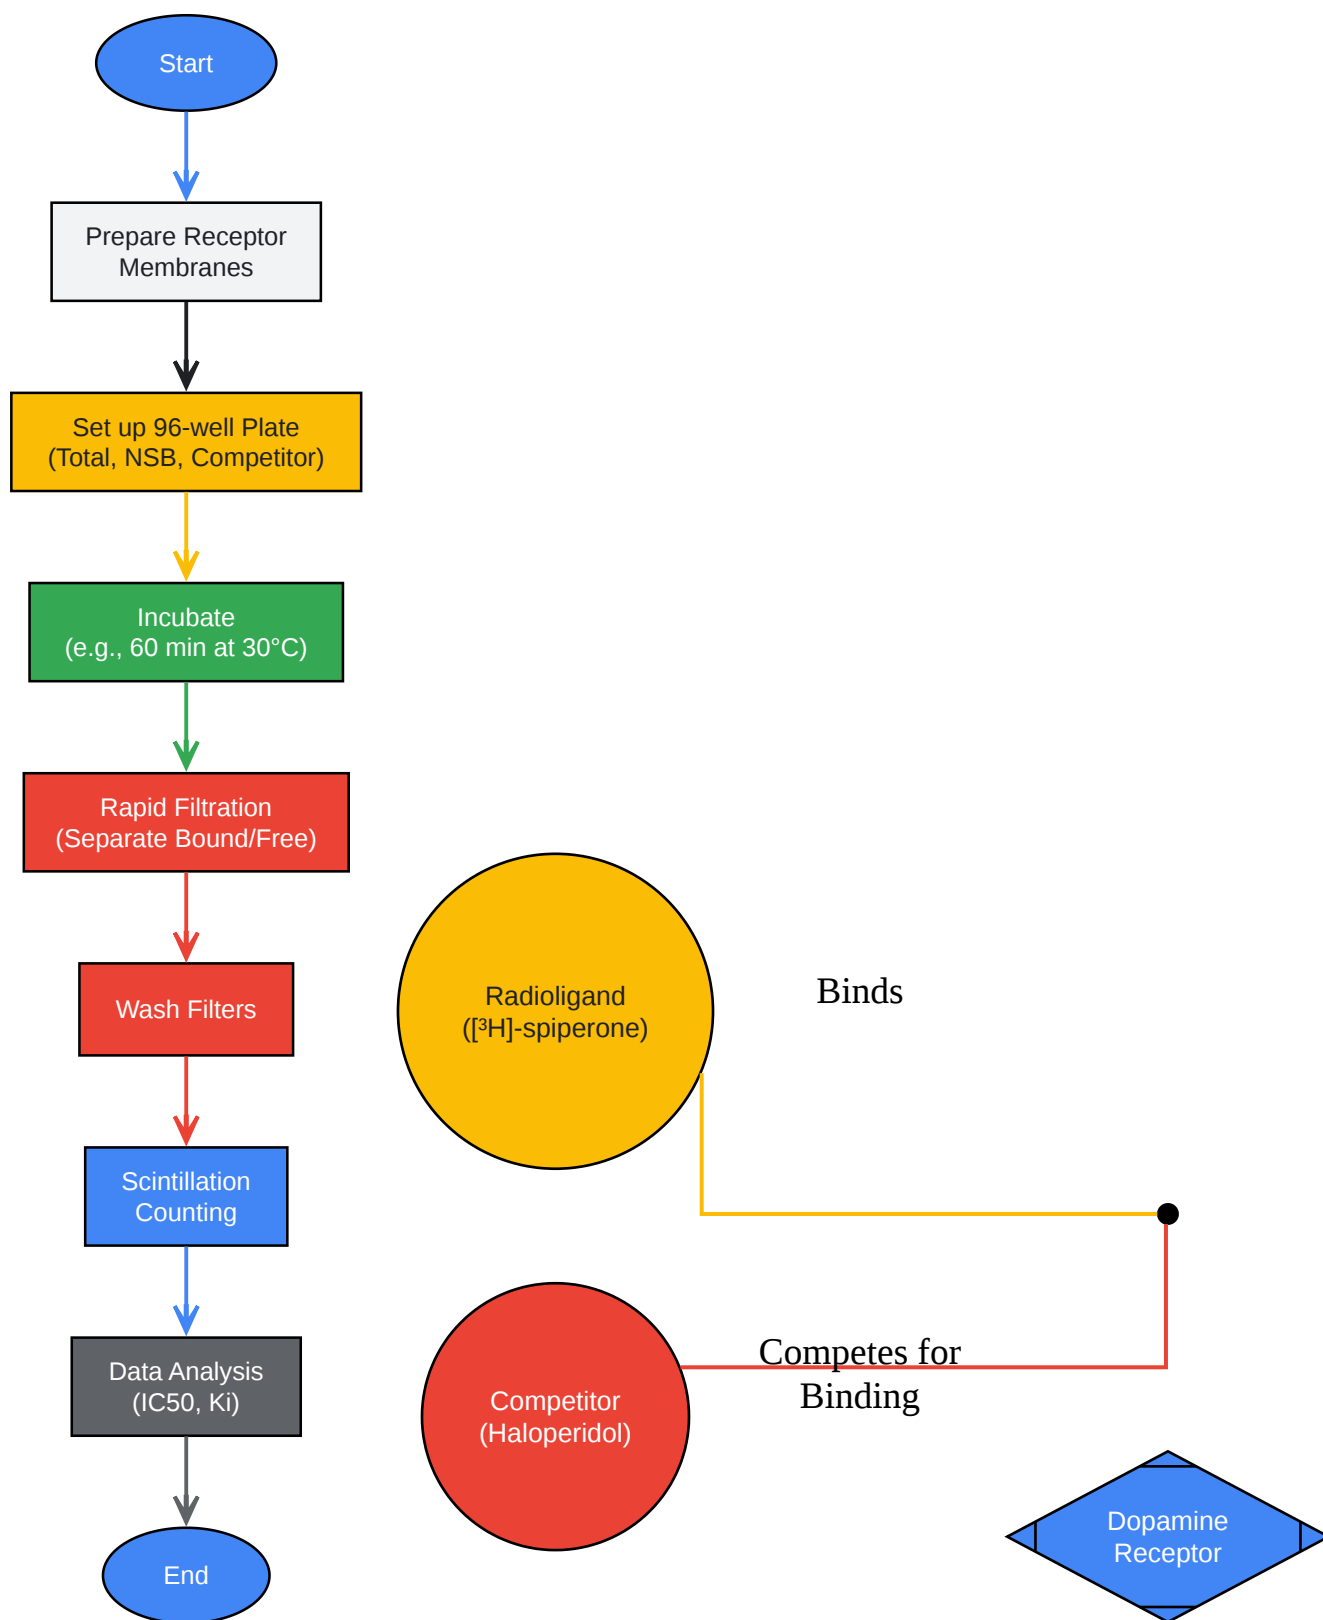 Start
Prepare Receptor
Membranes
Set up 96-well Plate
(Total, NSB, Competitor)
Incubate
(e.g., 60 min at 30°C)
Rapid Filtration
(Separate Bound/Free)
Wash Filters
Scintillation
Counting
Data Analysis
(IC50, Ki)
End
Radioligand
([³H]-spiperone)
Binds
Competitor
(Haloperidol)
Competes for
Binding
Dopamine
Receptor